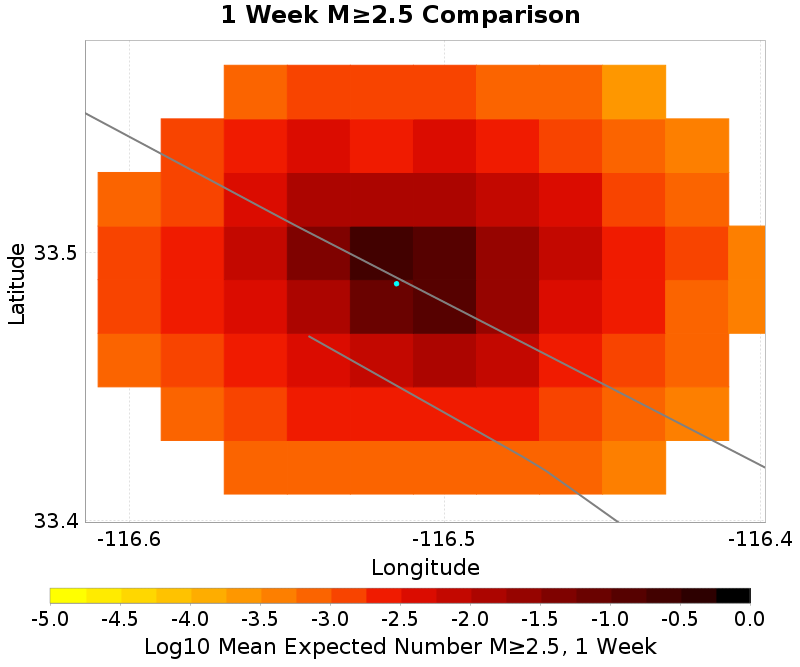 1 Week M≥2.5 Comparison
Latitude
33.5
33.4
-116.6 -116.5 -116.4
Longitude
-5.0 -4.5 -4.0 -3.5 -3.0 -2.5 -2.0 -1.5 -1.0 -0.5 0.0
Log10 Mean Expected Number M≥2.5, 1 Week